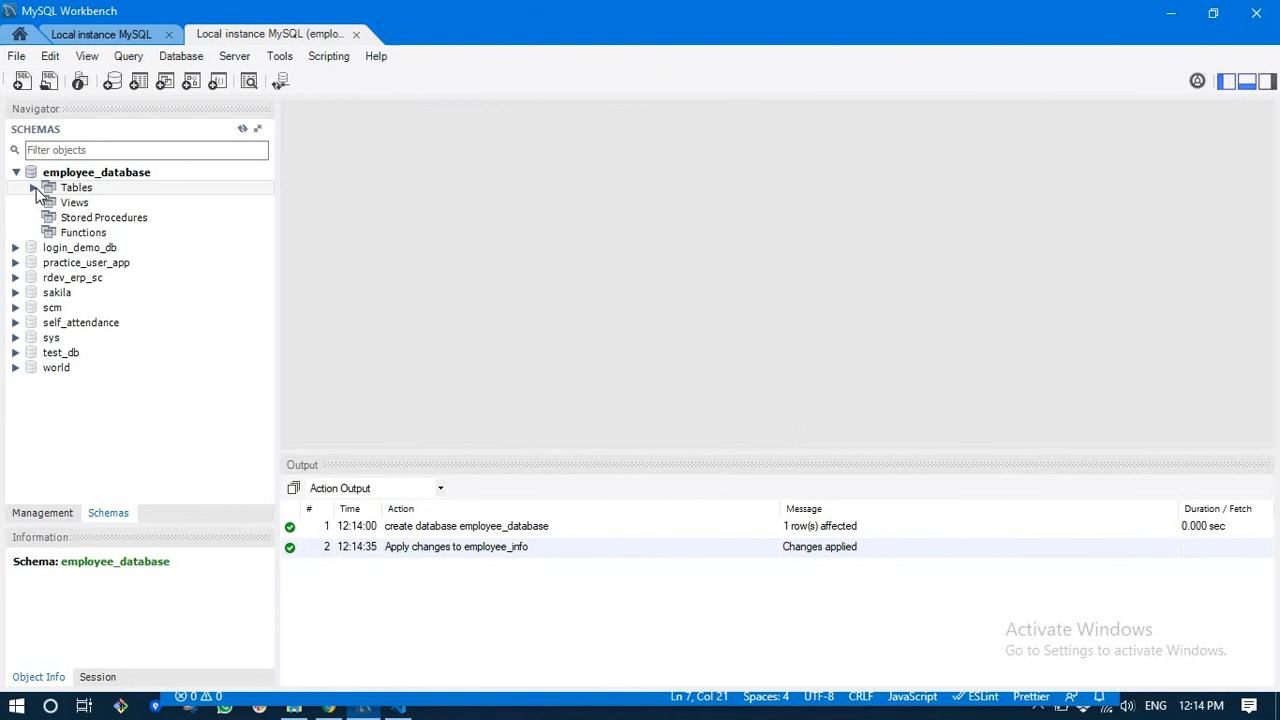 MySQL Workbench
Local instance MySQL
Local instance MySQL (emplo...
File Edit View Query Database Server Tools Scripting Help
Navigator
SCHEMAS
Filter objects
employee_database
Tables
Views
Stored Procedures
Functions
login_demo_db
practice_user_app
rdev_erp_sc
sakila
scm
self_attendance
sys
test_db
world
Management Schemas
Information
Schema: employee_database
Object Info Session
Output
Action Output
# Time Action Message Duration / Fetch
1 12:14:00 create database employee_database 1 row(s) affected 0.000 sec
2 12:14:35 Apply changes to employee_info Changes applied
Activate Windows
Go to Settings to activate Windows.
0 0 Ln 7, Col 21 Spaces: 4 UTF-8 CRLF JavaScript ESLint Prettier
ENG 12:14 PM